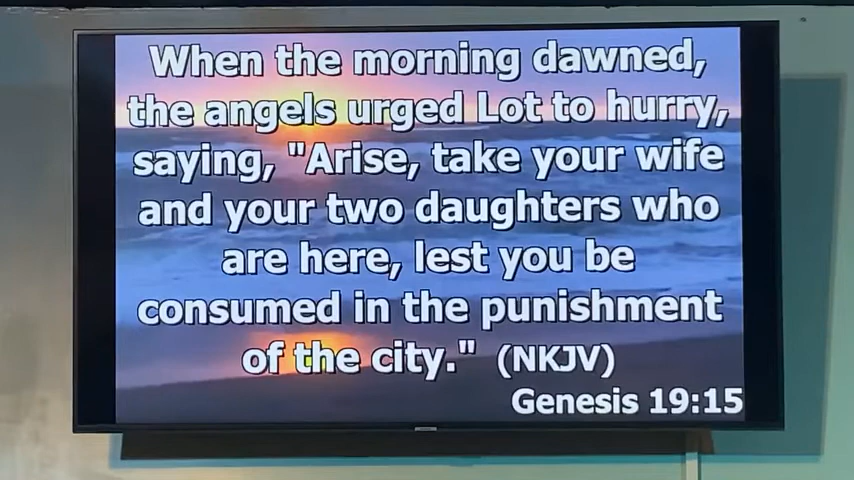 When the morning dawned,
the angels urged Lot to hurry,
saying, "Arise, take your wife
and your two daughters who
are here, lest you be
consumed in the punishment
of the city." (NKJV)
Genesis 19:15